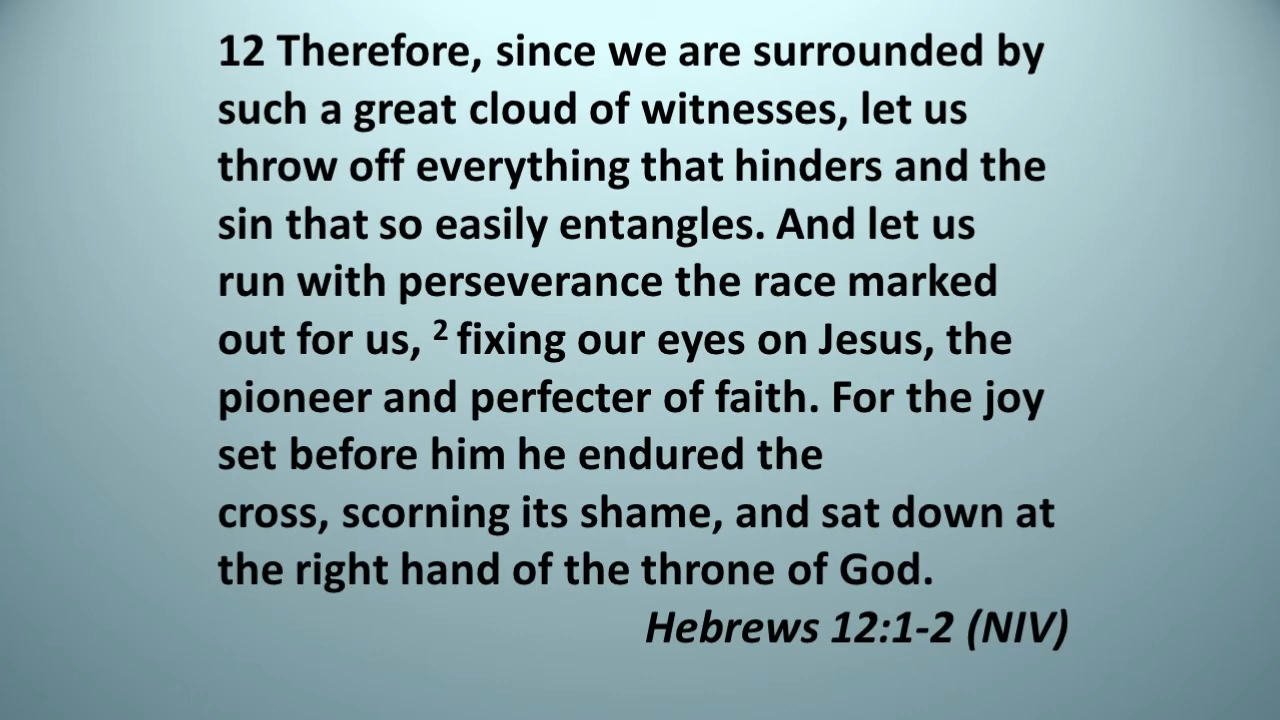 12 Therefore, since we are surrounded by
such a great cloud of witnesses, let us
throw off everything that hinders and the
sin that so easily entangles. And let us
run with perseverance the race marked
out for us, ² fixing our eyes on Jesus, the
pioneer and perfecter of faith. For the joy
set before him he endured the
cross, scorning its shame, and sat down at
the right hand of the throne of God.
Hebrews 12:1-2 (NIV)